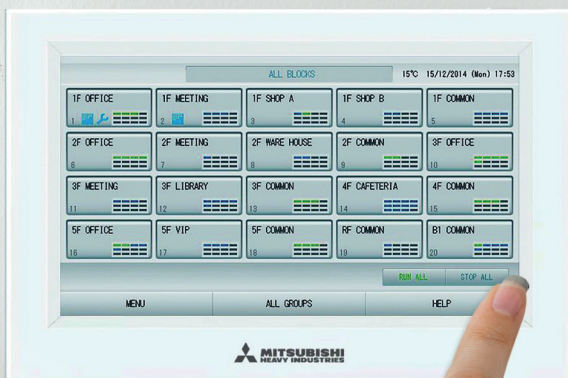 ALL BLOCKS 15°C 15/12/2014 (Mon) 17:53
1F OFFICE 1F MEETING 1F SHOP A 1F SHOP B 1F COMMON
1 2 3 4 5
2F OFFICE 2F MEETING 2F WARE HOUSE 2F COMMON 3F OFFICE
6 7 8 9 10
3F MEETING 3F LIBRARY 3F COMMON 4F CAFETERIA 4F COMMON
11 12 13 14 15
5F OFFICE 5F VIP 5F COMMON RF COMMON B1 COMMON
16 17 18 19 20
RUN ALL STOP ALL
MENU ALL GROUPS HELP
MITSUBISHI
HEAVY INDUSTRIES